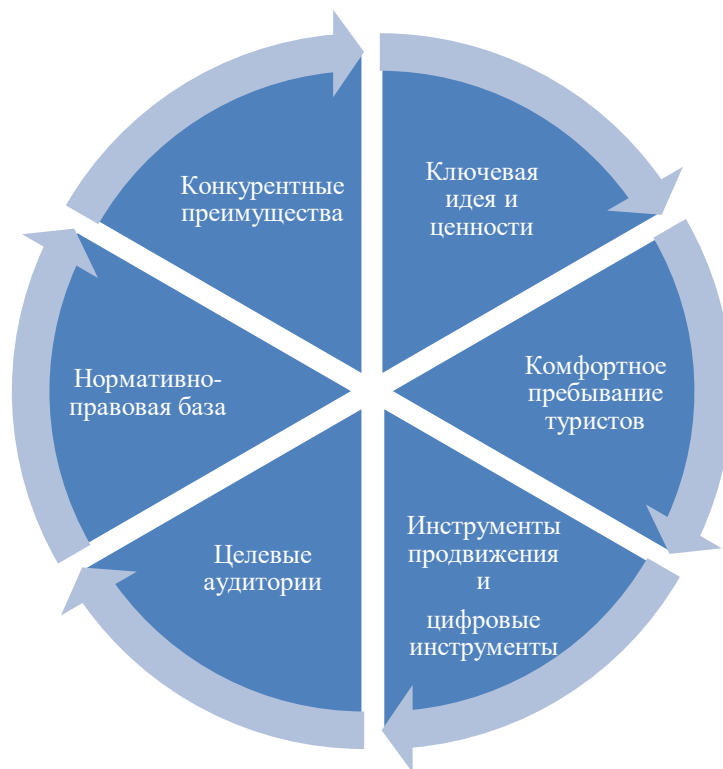 Конкурентные
преимущества
Ключевая
идея и
ценности
Комфортное
пребывание
туристов
Инструменты
продвижения
и
цифровые
инструменты
Целевые
аудитории
Нормативно-
правовая база